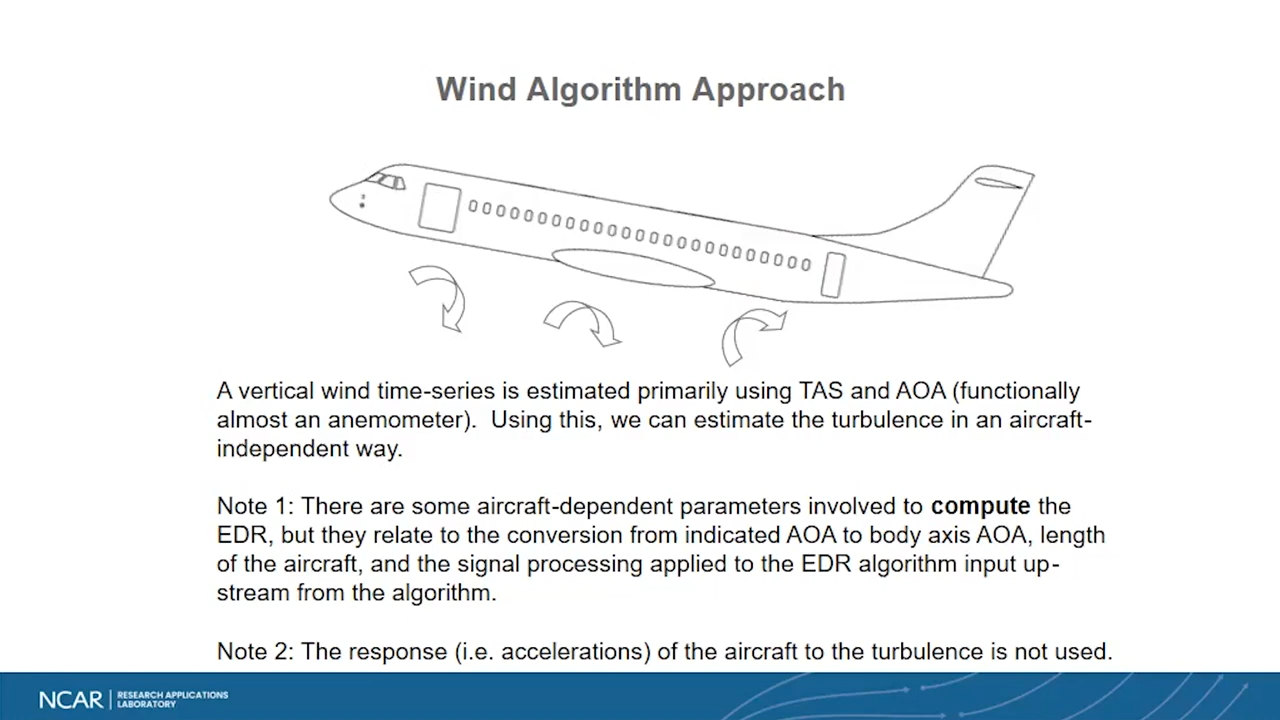 Wind Algorithm Approach
A vertical wind time-series is estimated primarily using TAS and AOA (functionally
almost an anemometer).  Using this, we can estimate the turbulence in an aircraft-
independent way.
Note 1: There are some aircraft-dependent parameters involved to compute the
EDR, but they relate to the conversion from indicated AOA to body axis AOA, length
of the aircraft, and the signal processing applied to the EDR algorithm input up-
stream from the algorithm.
Note 2: The response (i.e. accelerations) of the aircraft to the turbulence is not used.
NCAR
RESEARCH APPLICATIONS
LABORATORY